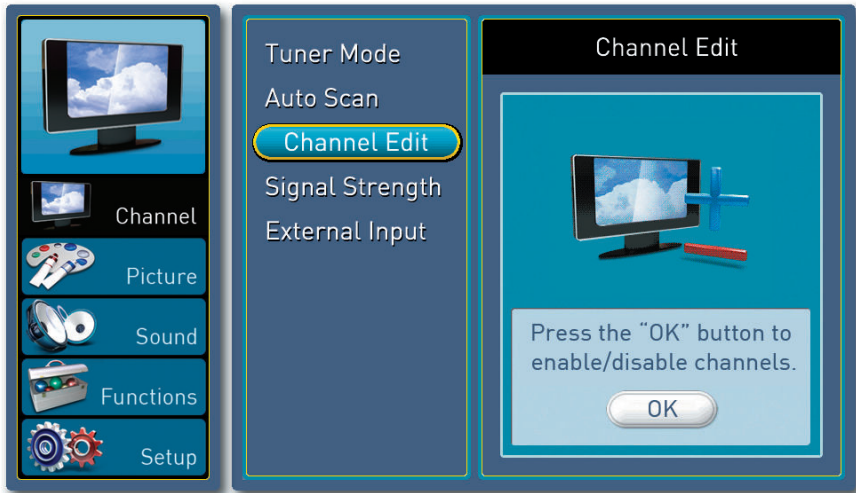 Channel
Picture
Sound
Functions
Setup
Tuner Mode
Auto Scan
Channel Edit
Signal Strength
External Input
Channel Edit
Press the “OK” button to
enable/disable channels.
OK